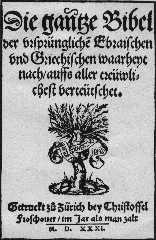 Die gantze Bibel
der vrsprünglichē Ebraischen
vnd Griechischen waarheyt
nach/auffs aller treüwli-
chest verteütschet.
Getruckt zů Zürich bey Christoffel
Froschouer/im Jar als man zalt
M. D. XXXI.